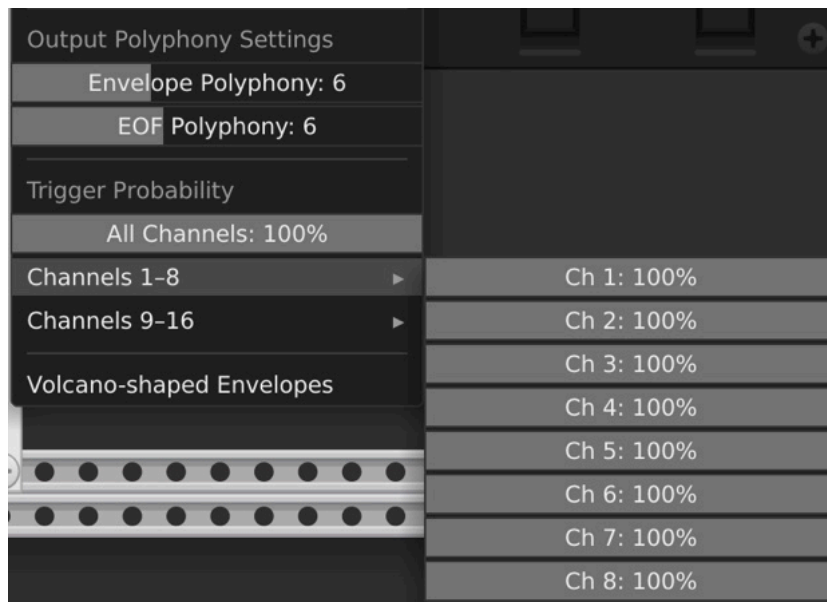 Output Polyphony Settings
Envelope Polyphony: 6
EOF Polyphony: 6
Trigger Probability
All Channels: 100%
Channels 1–8
Channels 9–16
Volcano-shaped Envelopes
Ch 1: 100%
Ch 2: 100%
Ch 3: 100%
Ch 4: 100%
Ch 5: 100%
Ch 6: 100%
Ch 7: 100%
Ch 8: 100%